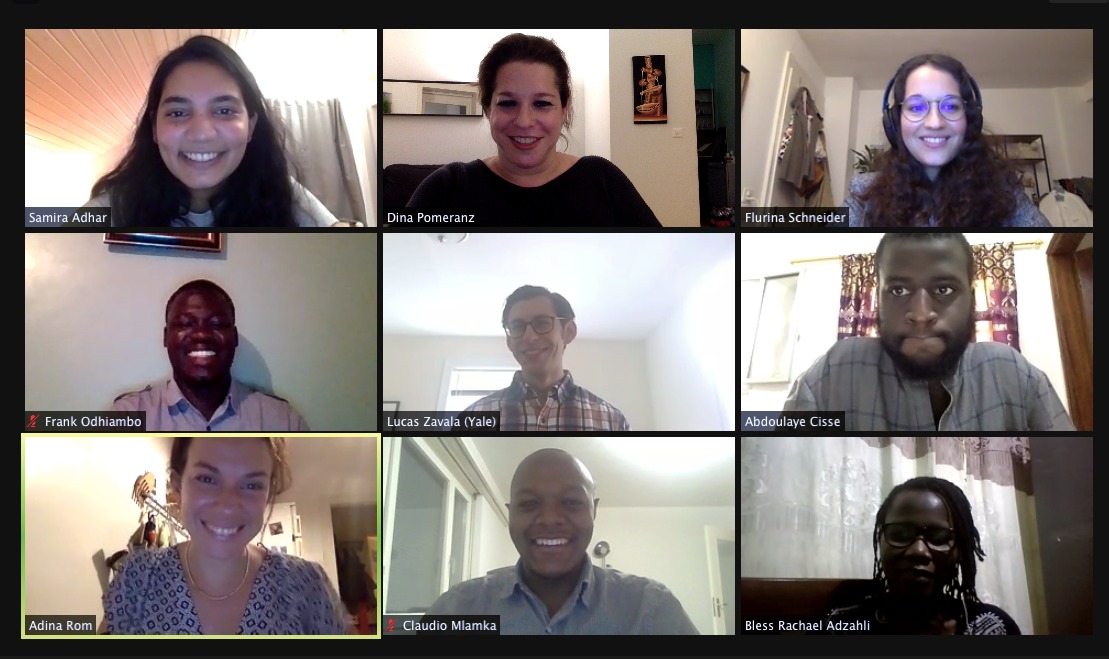 Samira Adhar
Dina Pomeranz
Flurina Schneider
Frank Odhiambo
Lucas Zavala (Yale)
Abdoulaye Cisse
Adina Rom
Claudio Mlamka
Bless Rachael Adzahli